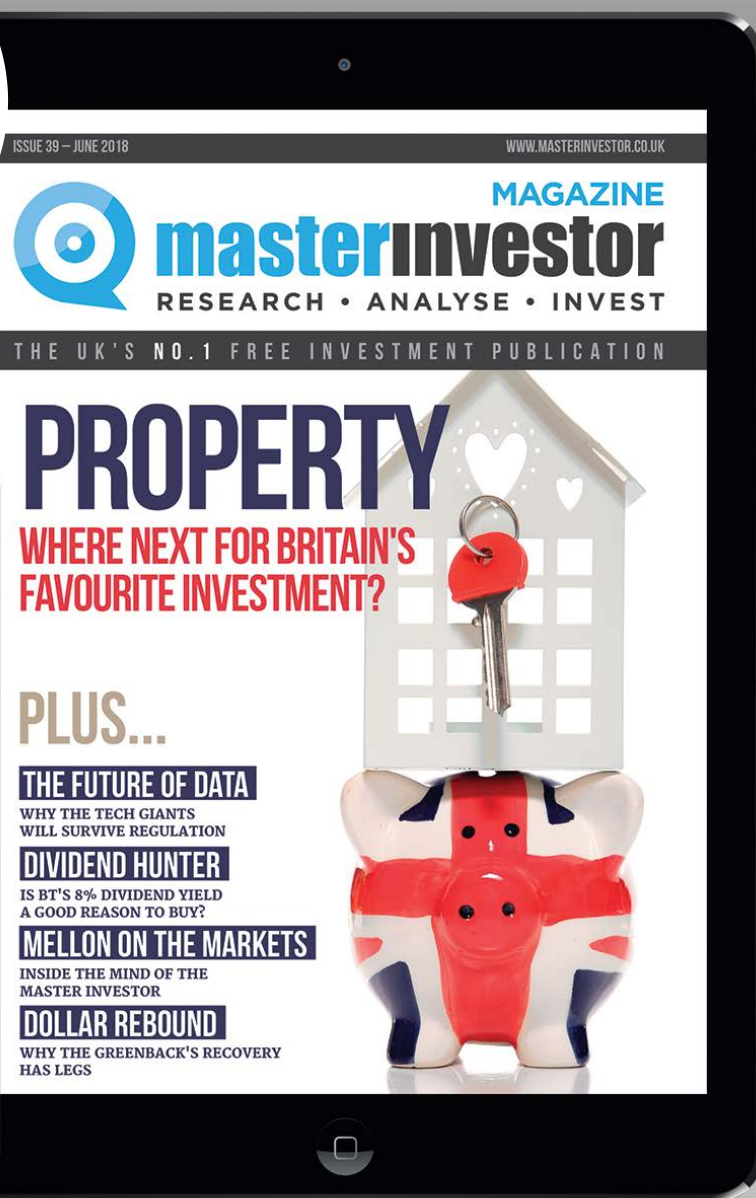 ISSUE 39 – JUNE 2018
WWW.MASTERINVESTOR.CO.UK
MAGAZINE
masterınvestor
RESEARCH • ANALYSE • INVEST
THE UK'S NO.1 FREE INVESTMENT PUBLICATION
PROPERTY
WHERE NEXT FOR BRITAIN'S
FAVOURITE INVESTMENT?
PLUS...
THE FUTURE OF DATA
WHY THE TECH GIANTS
WILL SURVIVE REGULATION
DIVIDEND HUNTER
IS BT'S 8% DIVIDEND YIELD
A GOOD REASON TO BUY?
MELLON ON THE MARKETS
INSIDE THE MIND OF THE
MASTER INVESTOR
DOLLAR REBOUND
WHY THE GREENBACK'S RECOVERY
HAS LEGS